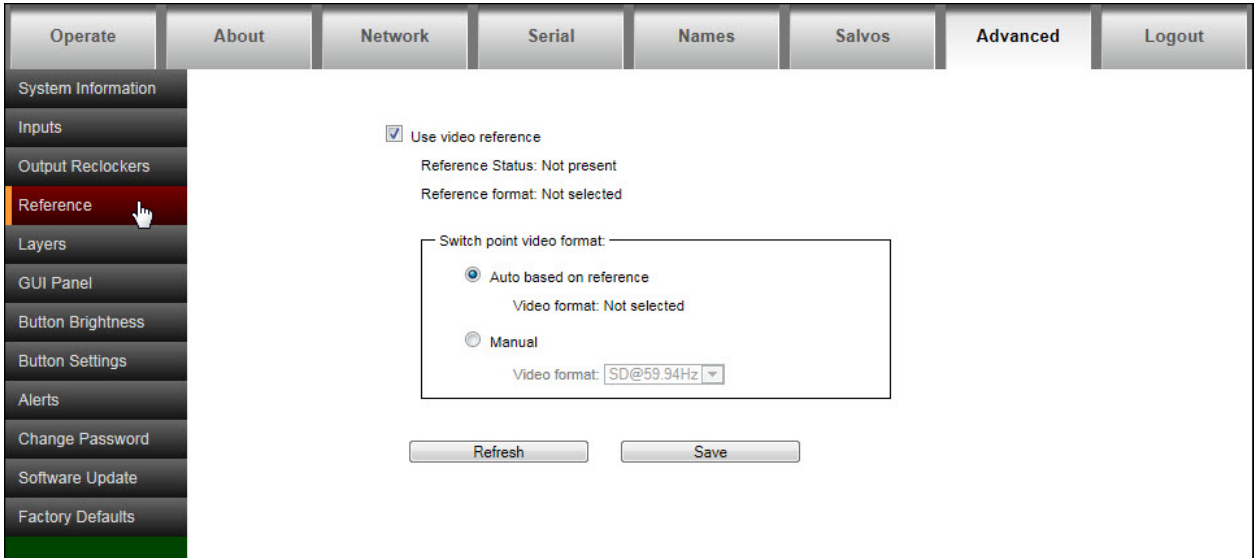 Operate About Network Serial Names Salvos Advanced Logout
System Information
Inputs
Output Reclockers
Reference
Layers
GUI Panel
Button Brightness
Button Settings
Alerts
Change Password
Software Update
Factory Defaults
Use video reference
Reference Status: Not present
Reference format: Not selected
Switch point video format:
Auto based on reference
Video format: Not selected
Manual
Video format: SD@59.94Hz
Refresh Save